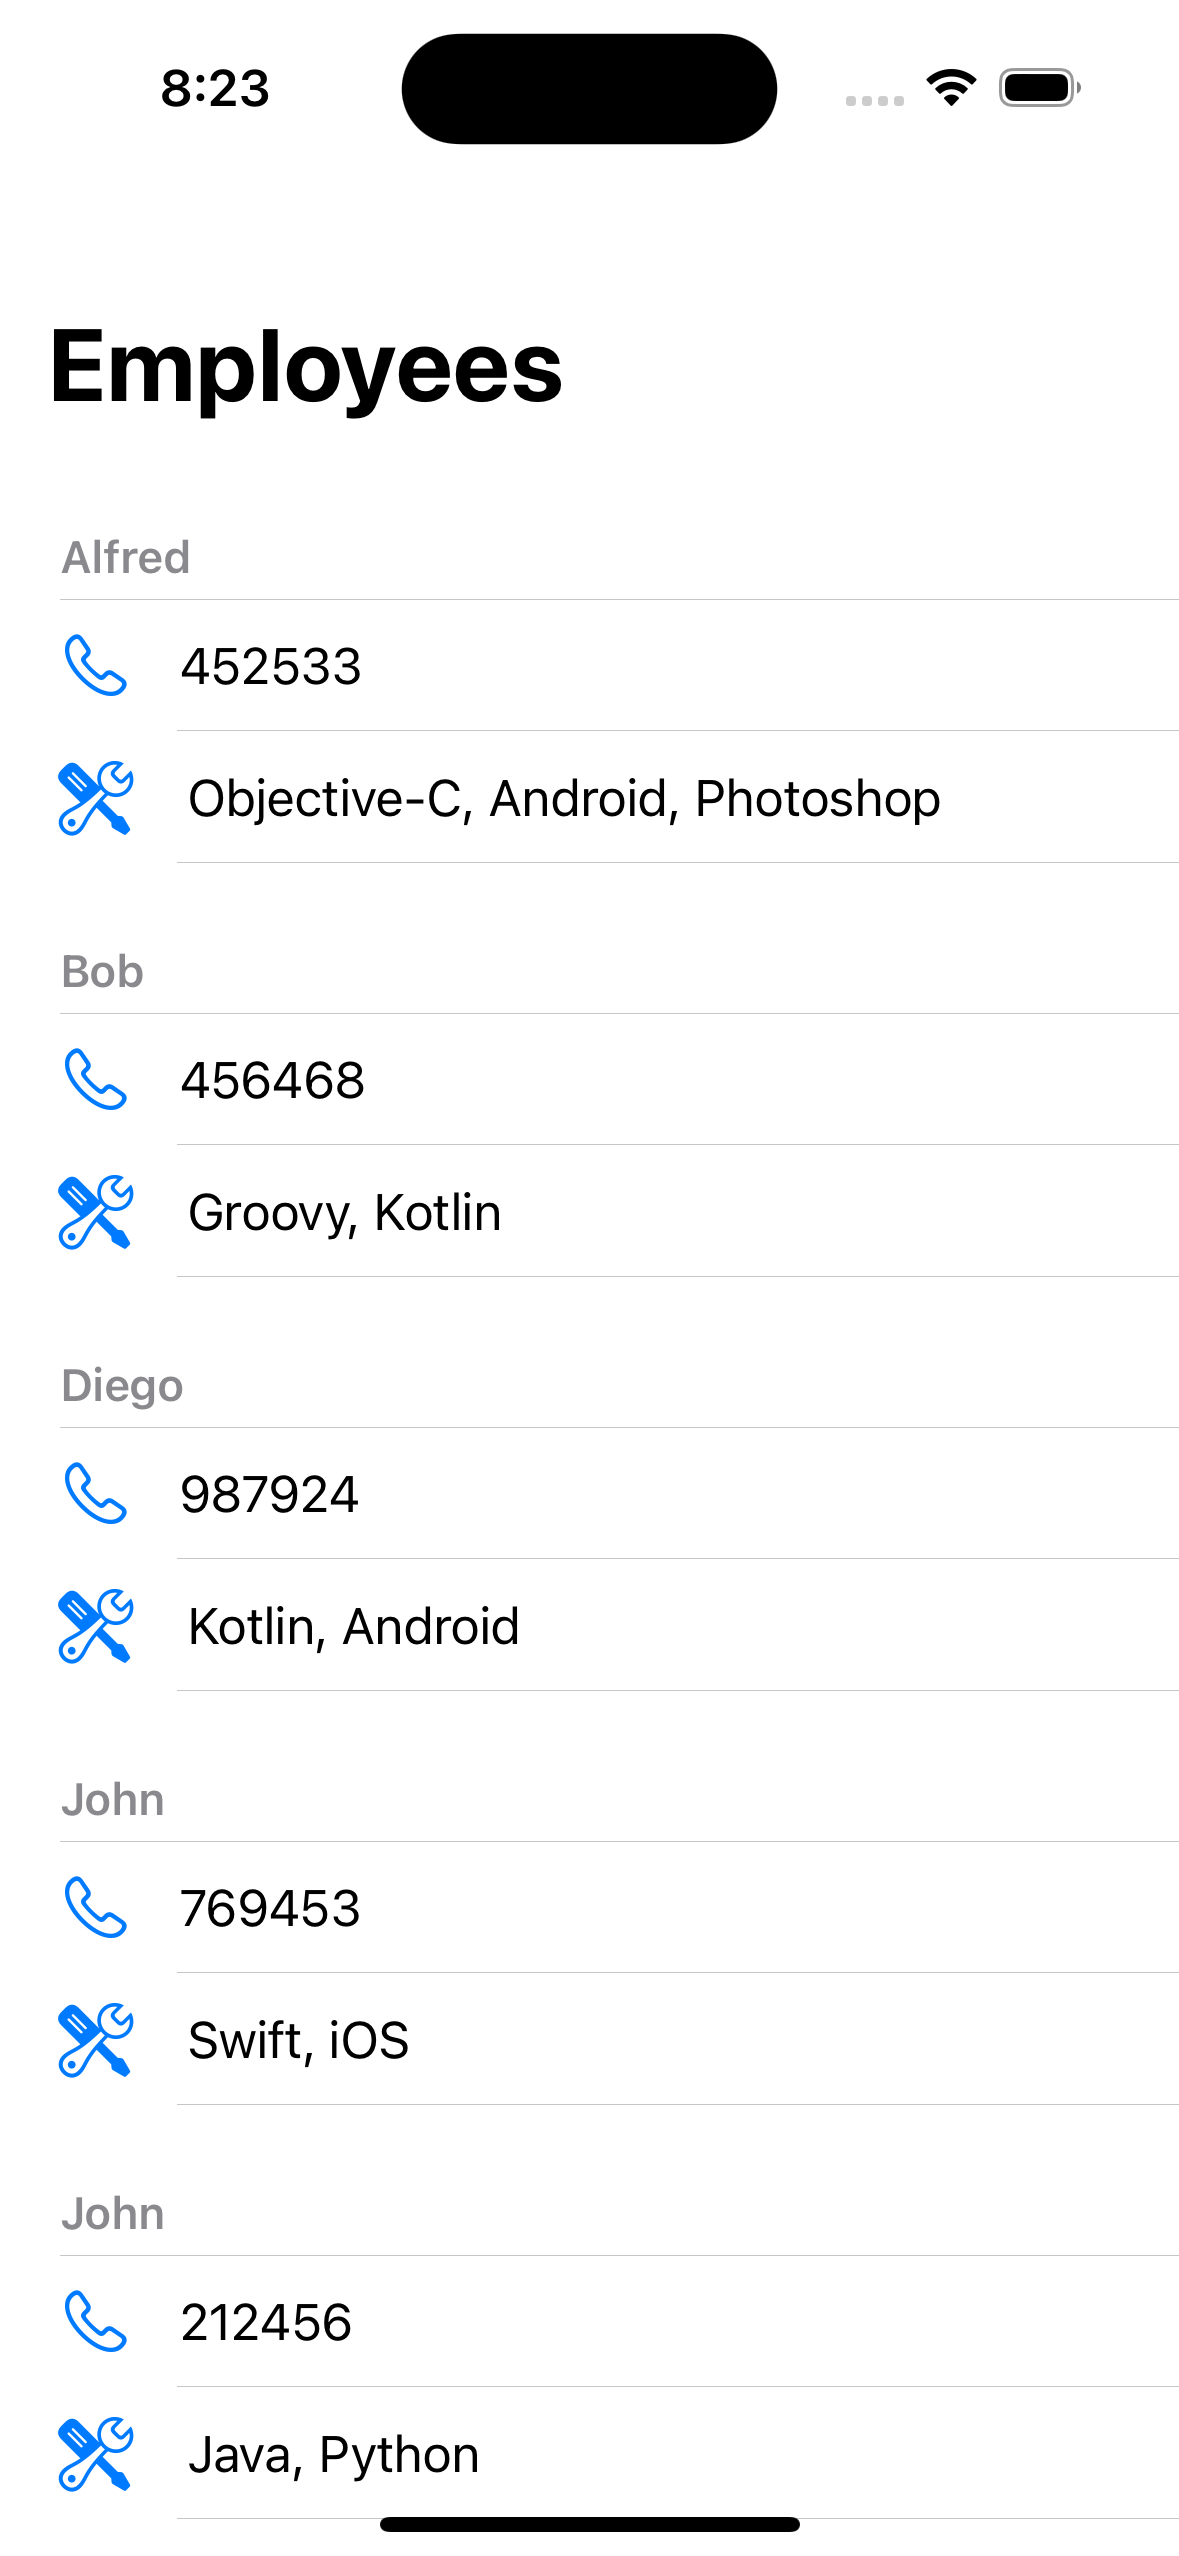 8:23
Employees
Alfred
452533
Objective-C, Android, Photoshop
Bob
456468
Groovy, Kotlin
Diego
987924
Kotlin, Android
John
769453
Swift, iOS
John
212456
Java, Python